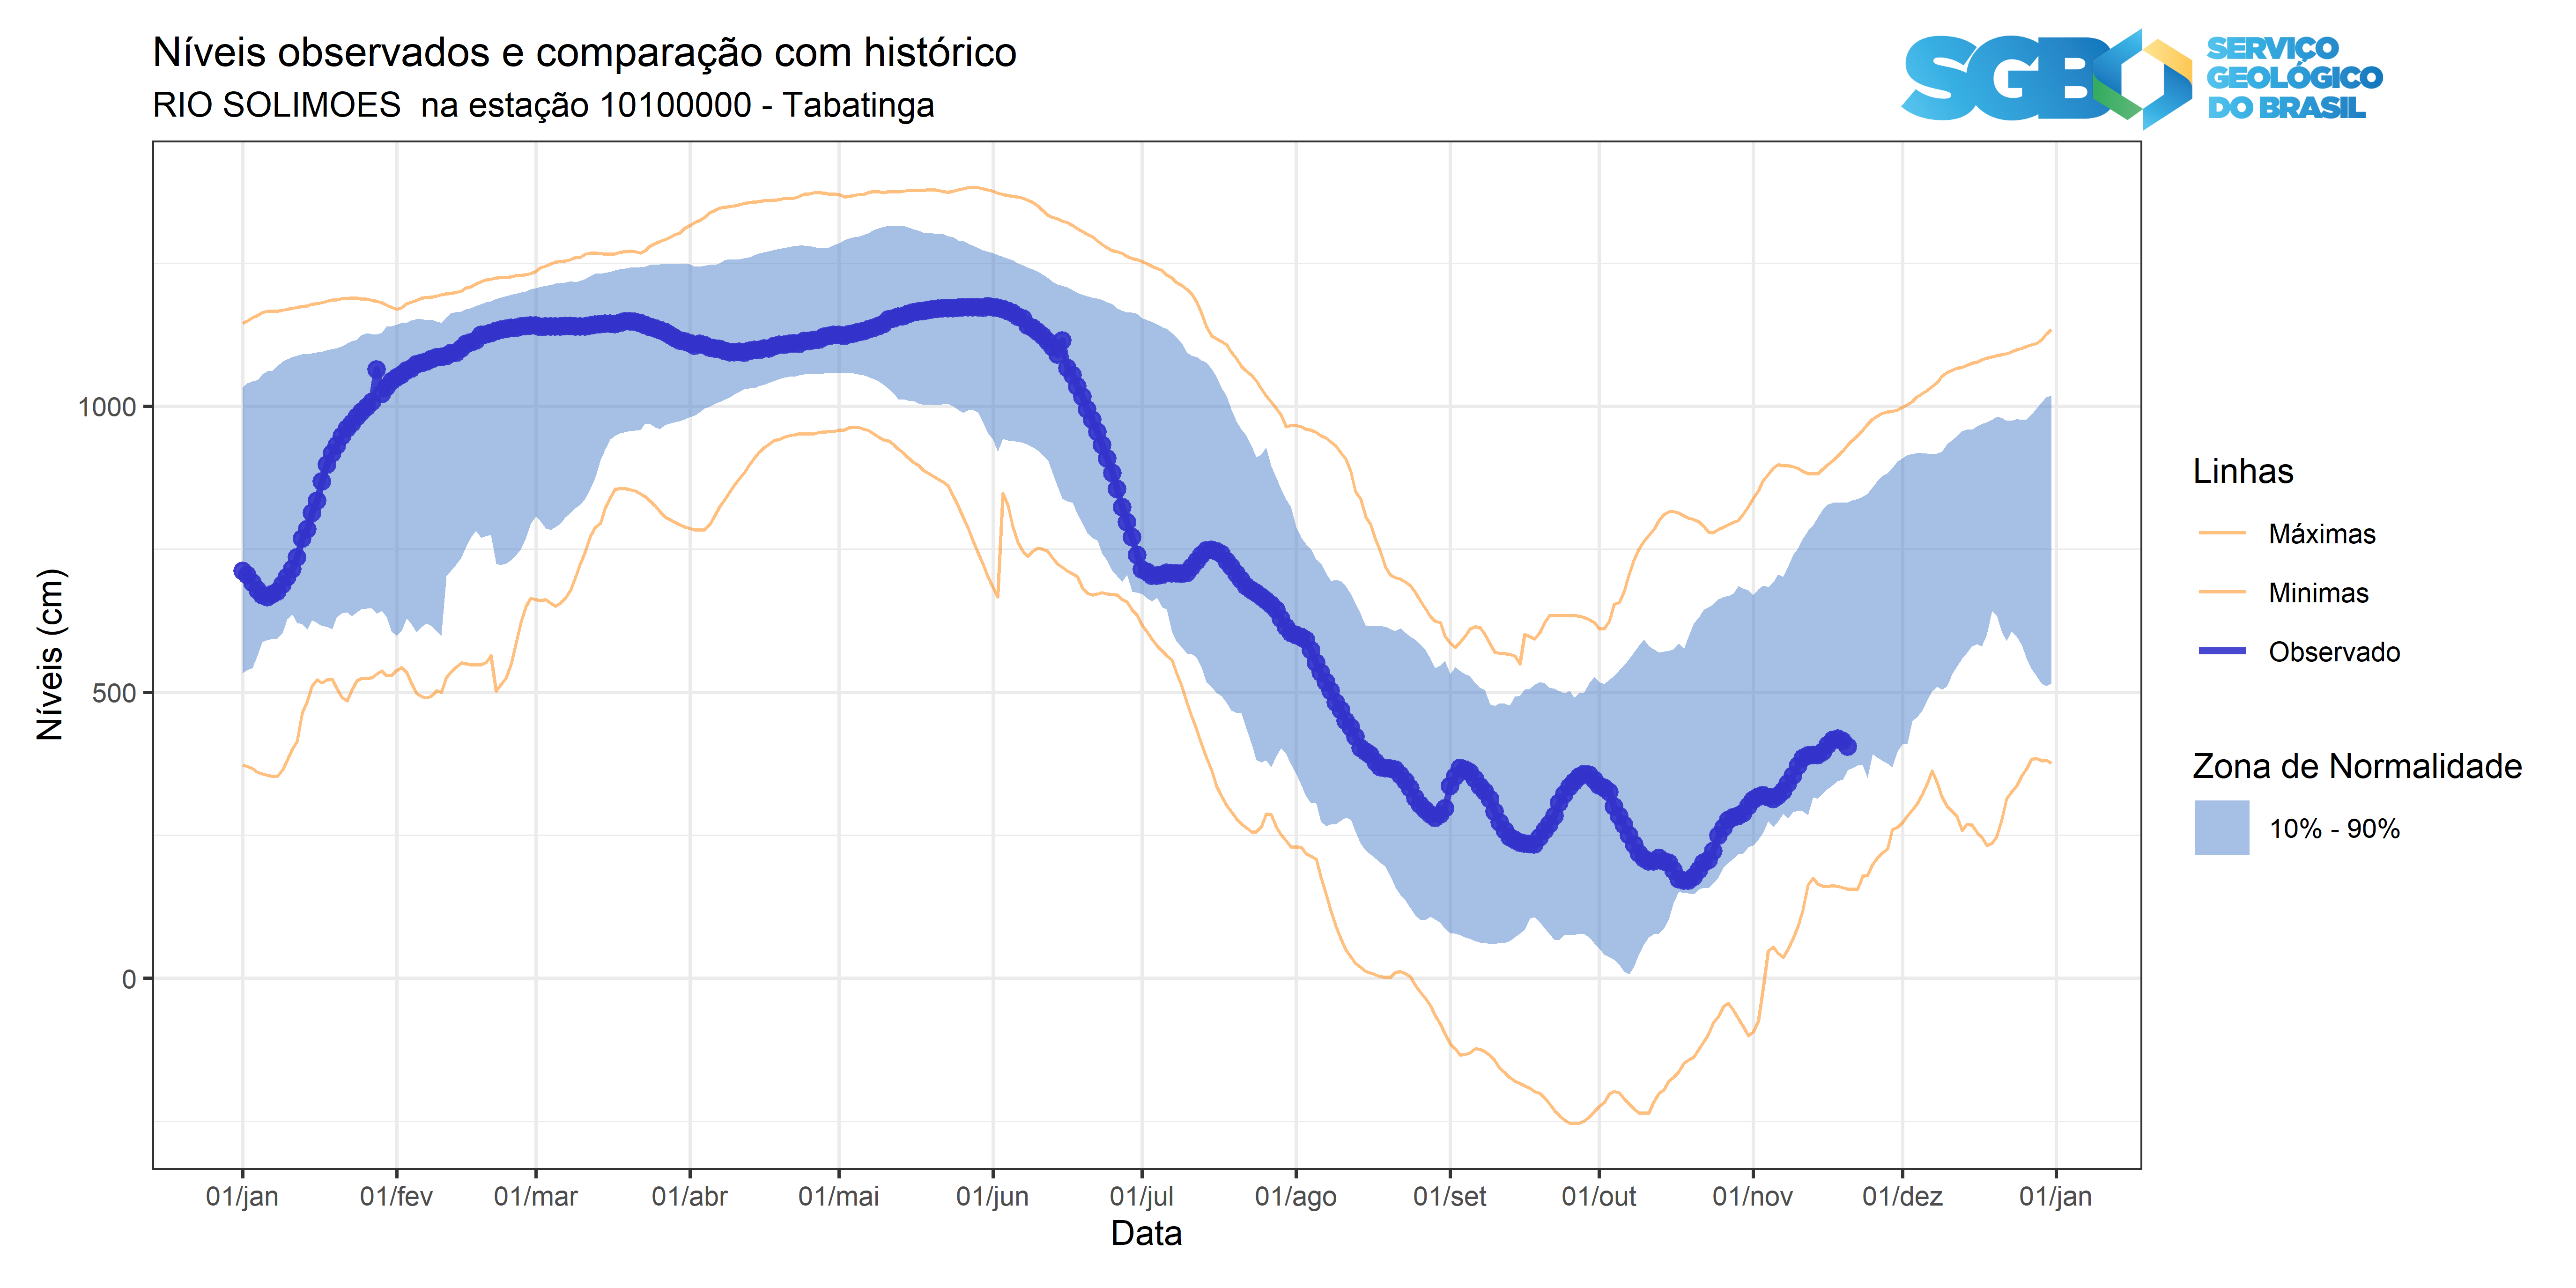 Níveis observados e comparação com histórico
RIO SOLIMOES  na estação 10100000 - Tabatinga
SGB
SERVIÇO
GEOLÓGICO
DO BRASIL
Níveis (cm)
1000
500
0
01/jan 01/fev 01/mar 01/abr 01/mai 01/jun 01/jul 01/ago 01/set 01/out 01/nov 01/dez 01/jan
Data
Linhas
Máximas
Minimas
Observado
Zona de Normalidade
10% - 90%